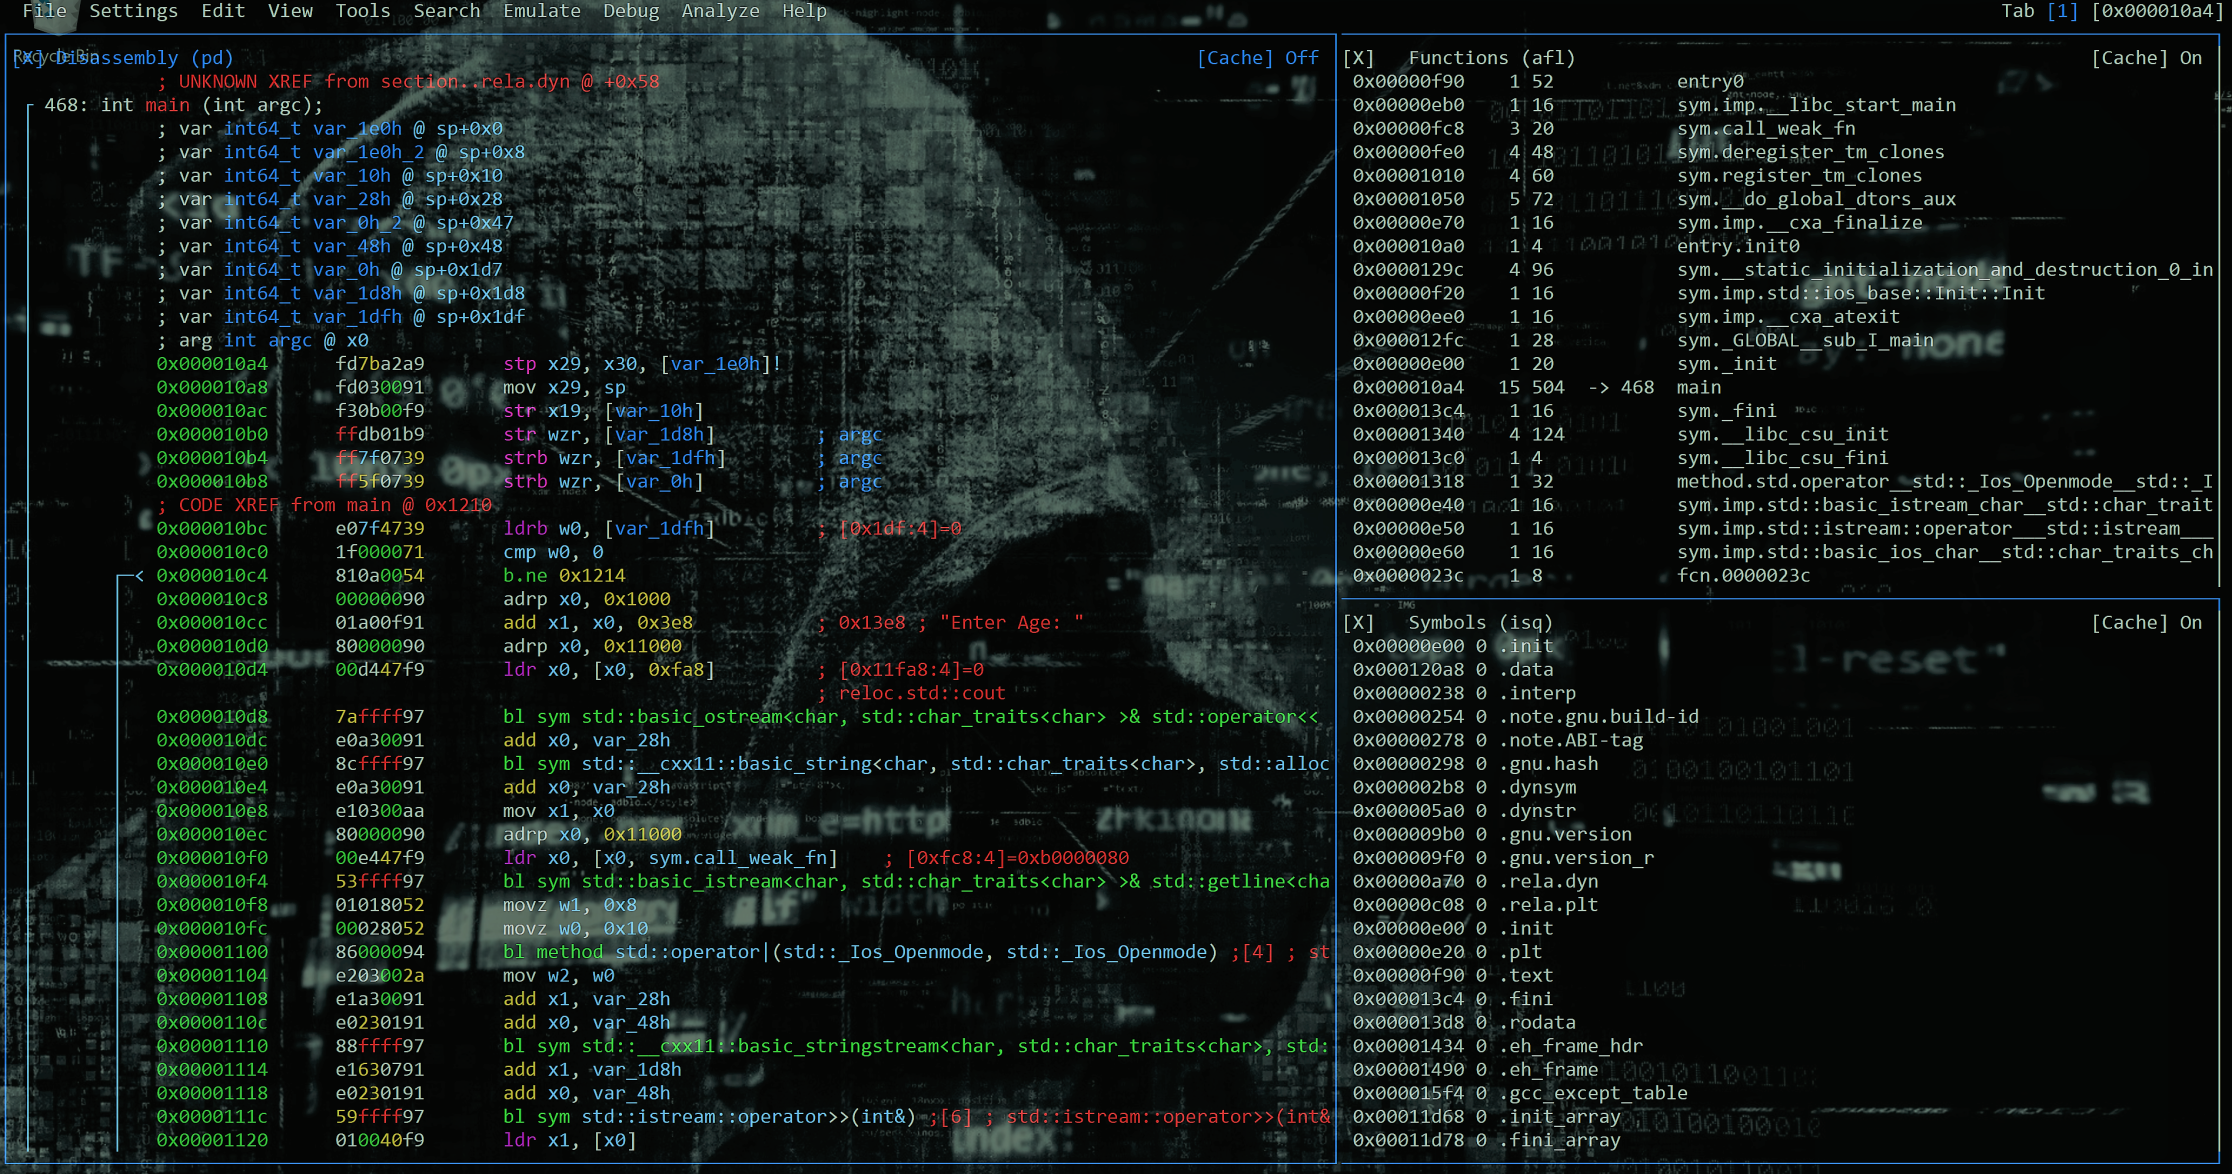 File  Settings  Edit  View  Tools  Search  Emulate  Debug  Analyze  Help
Tab [1] [0x000010a4]
[X] Disassembly (pd)
[Cache] Off
; UNKNOWN XREF from section..rela.dyn @ +0x58
468: int main (int argc);
; var int64_t var_1e0h @ sp+0x0
; var int64_t var_1e0h_2 @ sp+0x8
; var int64_t var_10h @ sp+0x10
; var int64_t var_28h @ sp+0x28
; var int64_t var_0h_2 @ sp+0x47
; var int64_t var_48h @ sp+0x48
; var int64_t var_0h @ sp+0x1d7
; var int64_t var_1d8h @ sp+0x1d8
; var int64_t var_1dfh @ sp+0x1df
; arg int argc @ x0
0x000010a4 fd7ba2a9 stp x29, x30, [var_1e0h]!
0x000010a8 fd030091 mov x29, sp
0x000010ac f30b00f9 str x19, [var_10h]
0x000010b0 ffdb01b9 str wzr, [var_1d8h] ; argc
0x000010b4 ff7f0739 strb wzr, [var_1dfh] ; argc
0x000010b8 ff5f0739 strb wzr, [var_0h] ; argc
; CODE XREF from main @ 0x1210
0x000010bc e07f4739 ldrb w0, [var_1dfh] ; [0x1df:4]=0
0x000010c0 1f000071 cmp w0, 0
0x000010c4 810a0054 b.ne 0x1214
0x000010c8 00000090 adrp x0, 0x1000
0x000010cc 01a00f91 add x1, x0, 0x3e8 ; 0x13e8 ; "Enter Age: "
0x000010d0 80000090 adrp x0, 0x11000
0x000010d4 00d447f9 ldr x0, [x0, 0xfa8] ; [0x11fa8:4]=0
; reloc.std::cout
0x000010d8 7affff97 bl sym std::basic_ostream<char, std::char_traits<char> >& std::operator<<
0x000010dc e0a30091 add x0, var_28h
0x000010e0 8cffff97 bl sym std::__cxx11::basic_string<char, std::char_traits<char>, std::alloc
0x000010e4 e0a30091 add x0, var_28h
0x000010e8 e10300aa mov x1, x0
0x000010ec 80000090 adrp x0, 0x11000
0x000010f0 00e447f9 ldr x0, [x0, sym.call_weak_fn] ; [0xfc8:4]=0xb0000080
0x000010f4 53ffff97 bl sym std::basic_istream<char, std::char_traits<char> >& std::getline<cha
0x000010f8 01018052 movz w1, 0x8
0x000010fc 00028052 movz w0, 0x10
0x00001100 86000094 bl method std::operator|(std::_Ios_Openmode, std::_Ios_Openmode) ;[4] ; st
0x00001104 e203002a mov w2, w0
0x00001108 e1a30091 add x1, var_28h
0x0000110c e0230191 add x0, var_48h
0x00001110 88ffff97 bl sym std::__cxx11::basic_stringstream<char, std::char_traits<char>, std:
0x00001114 e1630791 add x1, var_1d8h
0x00001118 e0230191 add x0, var_48h
0x0000111c 59ffff97 bl sym std::istream::operator>>(int&) ;[6] ; std::istream::operator>>(int&
0x00001120 010040f9 ldr x1, [x0]
[X] Functions (afl)
[Cache] On
0x00000f90 1 52 entry0
0x00000eb0 1 16 sym.imp.__libc_start_main
0x00000fc8 3 20 sym.call_weak_fn
0x00000fe0 4 48 sym.deregister_tm_clones
0x00001010 4 60 sym.register_tm_clones
0x00001050 5 72 sym.__do_global_dtors_aux
0x00000e70 1 16 sym.imp.__cxa_finalize
0x000010a0 1 4 entry.init0
0x0000129c 4 96 sym.__static_initialization_and_destruction_0_in
0x00000f20 1 16 sym.imp.std::ios_base::Init::Init
0x00000ee0 1 16 sym.imp.__cxa_atexit
0x000012fc 1 28 sym._GLOBAL__sub_I_main
0x00000e00 1 20 sym._init
0x000010a4 15 504 -> 468 main
0x000013c4 1 16 sym._fini
0x00001340 4 124 sym.__libc_csu_init
0x000013c0 1 4 sym.__libc_csu_fini
0x00001318 1 32 method.std.operator__std::_Ios_Openmode__std::_I
0x00000e40 1 16 sym.imp.std::basic_istream_char__std::char_trait
0x00000e50 1 16 sym.imp.std::istream::operator___std::istream___
0x00000e60 1 16 sym.imp.std::basic_ios_char__std::char_traits_ch
0x0000023c 1 8 fcn.0000023c
[X] Symbols (isq)
[Cache] On
0x00000e00 0 .init
0x000120a8 0 .data
0x00000238 0 .interp
0x00000254 0 .note.gnu.build-id
0x00000278 0 .note.ABI-tag
0x00000298 0 .gnu.hash
0x000002b8 0 .dynsym
0x000005a0 0 .dynstr
0x000009b0 0 .gnu.version
0x000009f0 0 .gnu.version_r
0x00000a70 0 .rela.dyn
0x00000c08 0 .rela.plt
0x00000e00 0 .init
0x00000e20 0 .plt
0x00000f90 0 .text
0x000013c4 0 .fini
0x000013d8 0 .rodata
0x00001434 0 .eh_frame_hdr
0x00001490 0 .eh_frame
0x000015f4 0 .gcc_except_table
0x00011d68 0 .init_array
0x00011d78 0 .fini_array